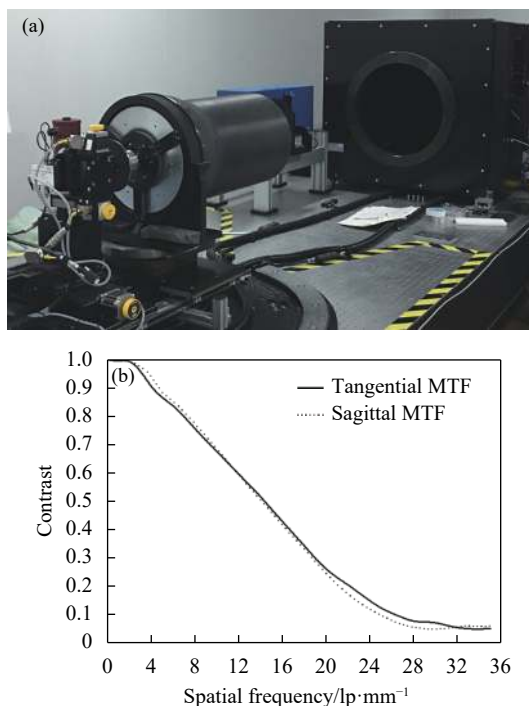 (a)
(b)
1.0
0.9
0.8
0.7
0.6
0.5
0.4
0.3
0.2
0.1
0
Contrast
Tangential MTF
Sagittal MTF
0 4 8 12 16 20 24 28 32 36
Spatial frequency/lp·mm⁻¹